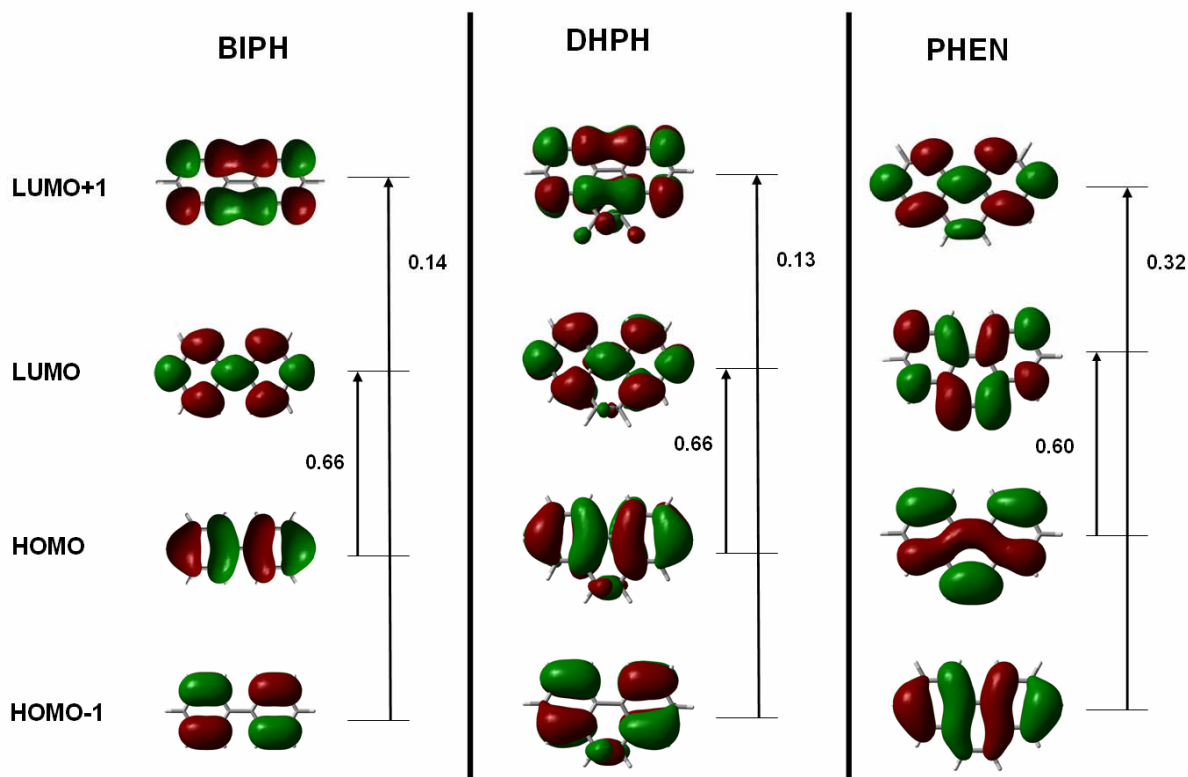 BIPH
DHPH
PHEN
LUMO+1
0.14
0.13
0.32
LUMO
0.66
0.66
0.60
HOMO
HOMO-1